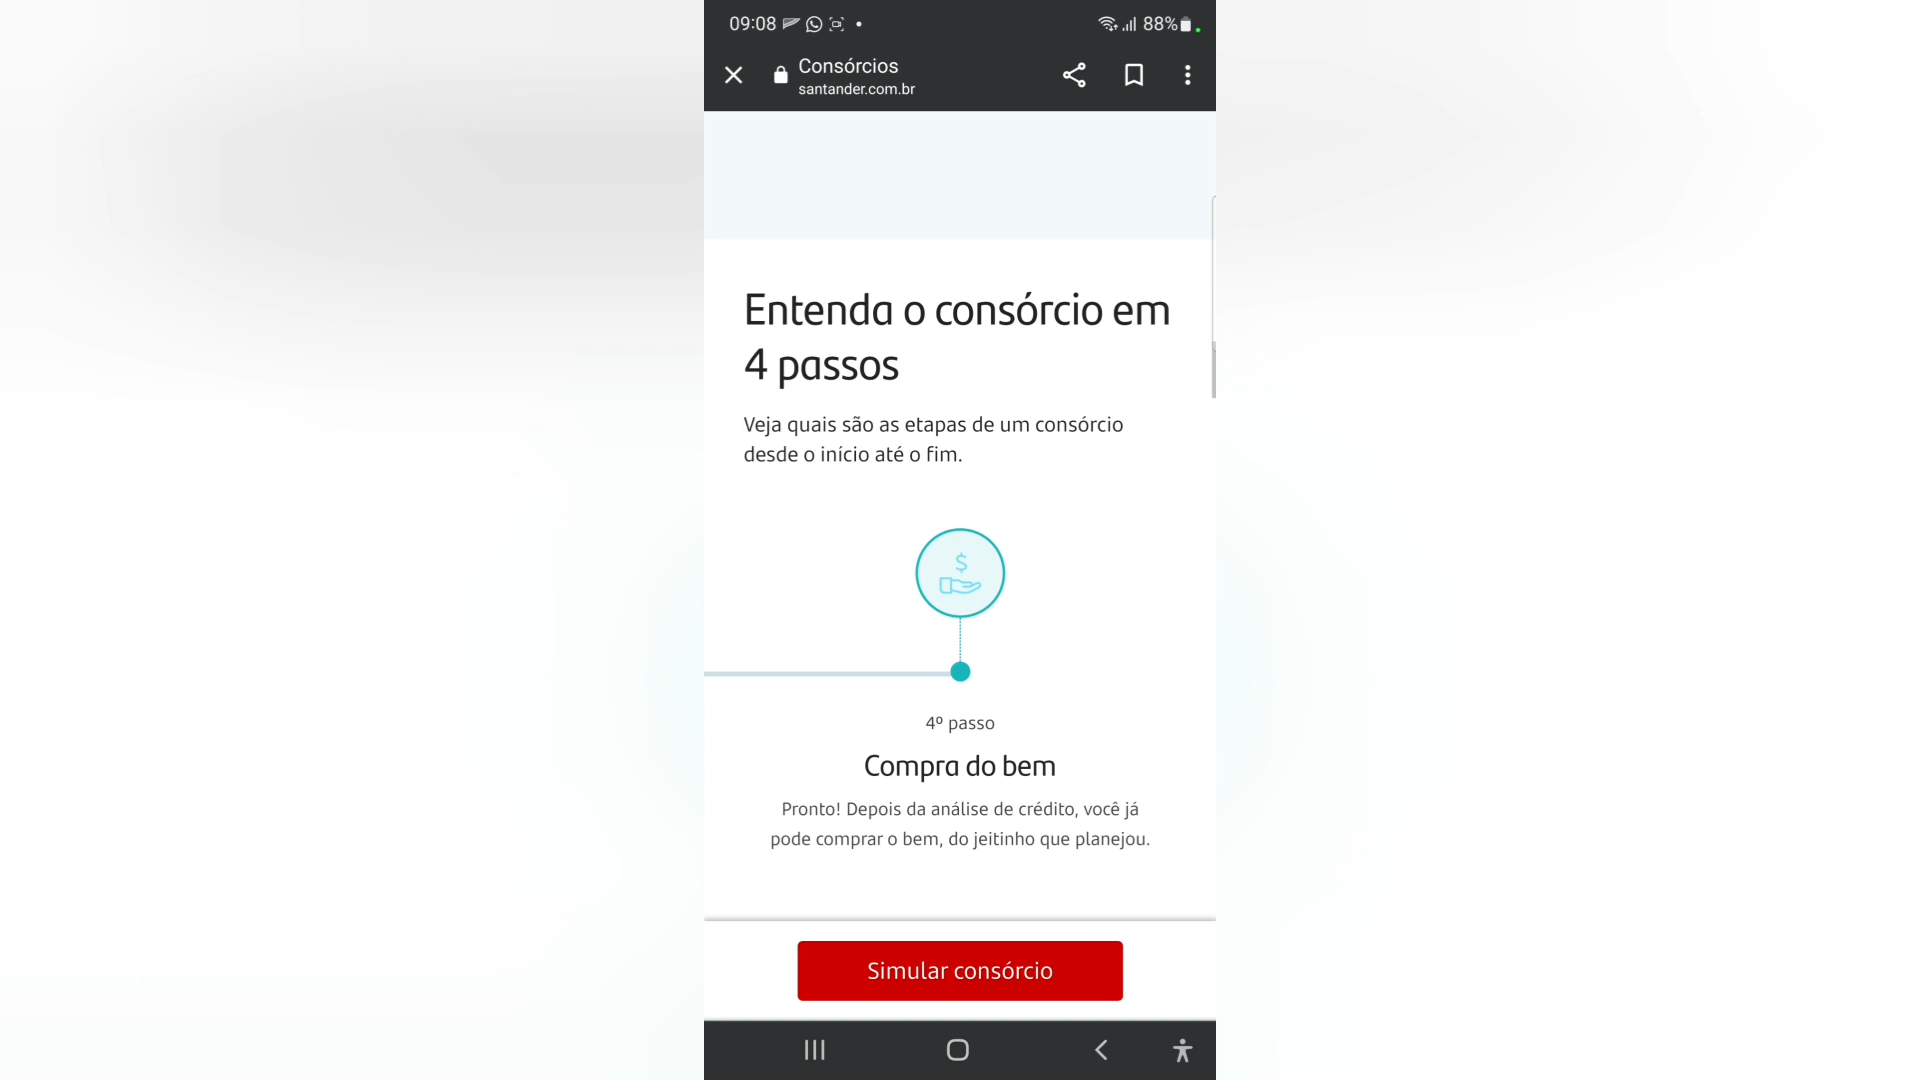 09:08
88%
Consórcios
santander.com.br
Entenda o consórcio em
4 passos
Veja quais são as etapas de um consórcio
desde o início até o fim.
$
4º passo
Compra do bem
Pronto! Depois da análise de crédito, você já
pode comprar o bem, do jeitinho que planejou.
Simular consórcio